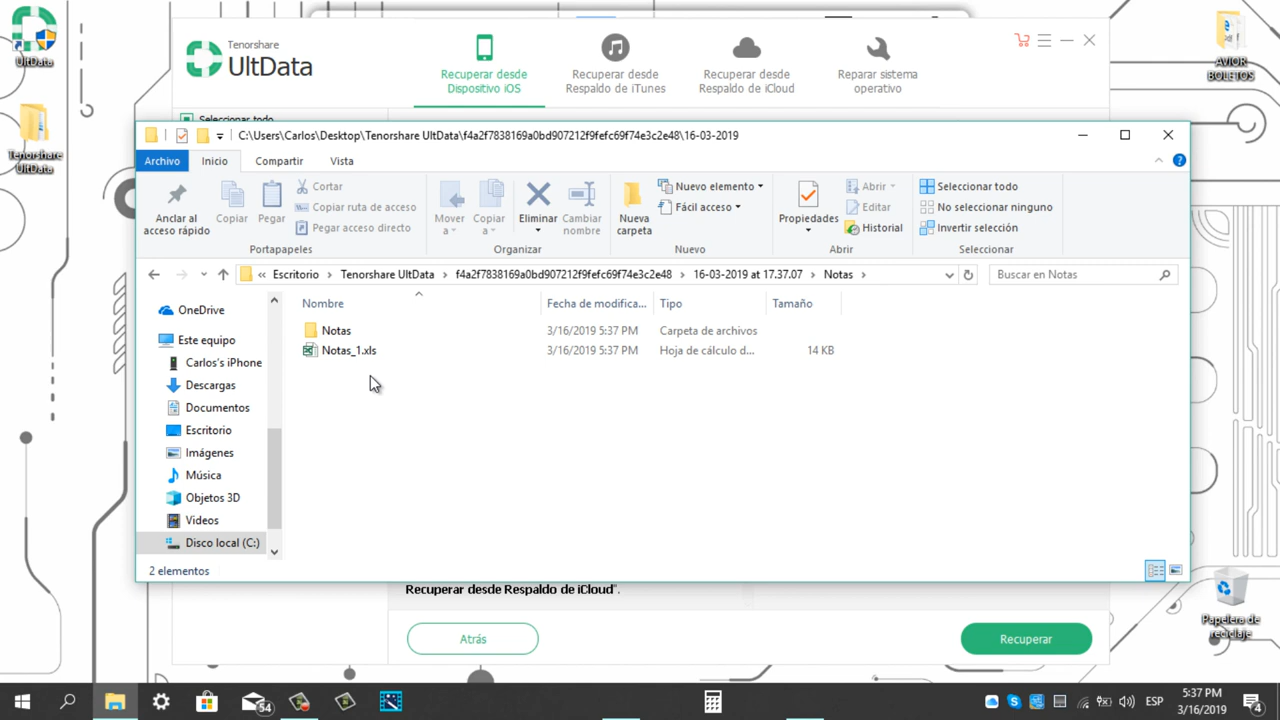 UltData
Tenorshare
UltData
AVIOR
BOLETOS
Papelera de
reciclaje
Tenorshare
UltData
Recuperar desde
Dispositivo iOS
Recuperar desde
Respaldo de iTunes
Recuperar desde
Respaldo de iCloud
Reparar sistema
operativo
Seleccionar todo
C:\Users\Carlos\Desktop\Tenorshare UltData\f4a2f7838169a0bd907212f9fefc69f74e3c2e48\16-03-2019
Archivo
Inicio
Compartir
Vista
Anclar al
acceso rápido
Copiar
Pegar
Cortar
Copiar ruta de acceso
Pegar acceso directo
Portapapeles
Mover
a
Copiar
a
Eliminar
Cambiar
nombre
Organizar
Nueva
carpeta
Nuevo elemento
Fácil acceso
Nuevo
Propiedades
Abrir
Editar
Historial
Abrir
Seleccionar todo
No seleccionar ninguno
Invertir selección
Seleccionar
« Escritorio > Tenorshare UltData > f4a2f7838169a0bd907212f9fefc69f74e3c2e48 > 16-03-2019 at 17.37.07 > Notas >
Buscar en Notas
OneDrive
Este equipo
Carlos's iPhone
Descargas
Documentos
Escritorio
Imágenes
Música
Objetos 3D
Videos
Disco local (C:)
Nombre Fecha de modifica... Tipo Tamaño
Notas 3/16/2019 5:37 PM Carpeta de archivos
Notas_1.xls 3/16/2019 5:37 PM Hoja de cálculo d... 14 KB
2 elementos
Recuperar desde Respaldo de iCloud".
Atrás
Recuperar
54
ESP
5:37 PM
3/16/2019
4